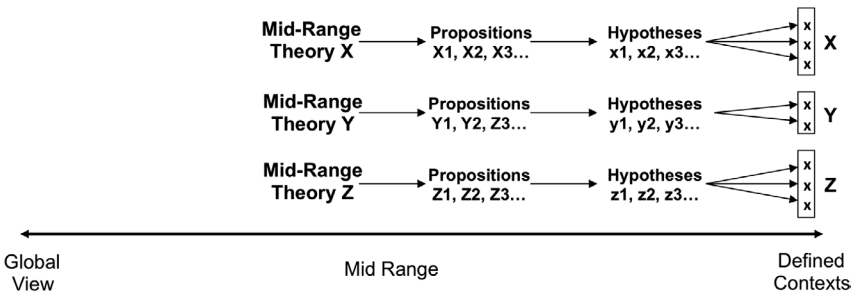 Mid-Range
Theory X
Propositions
X1, X2, X3...
Hypotheses
x1, x2, x3...
x
x
x
X
Mid-Range
Theory Y
Propositions
Y1, Y2, Z3...
Hypotheses
y1, y2, y3...
x
x
Y
Mid-Range
Theory Z
Propositions
Z1, Z2, Z3...
Hypotheses
z1, z2, z3...
x
x
x
Z
Global
View
Mid Range
Defined
Contexts